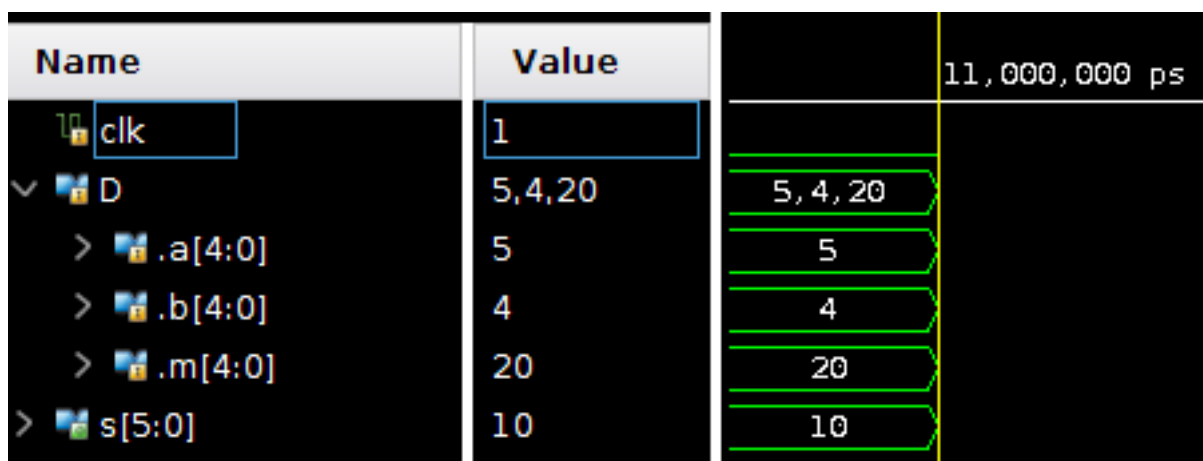 Name Value 11,000,000 ps
clk 1
D 5,4,20 5,4,20
.a[4:0] 5 5
.b[4:0] 4 4
.m[4:0] 20 20
s[5:0] 10 10